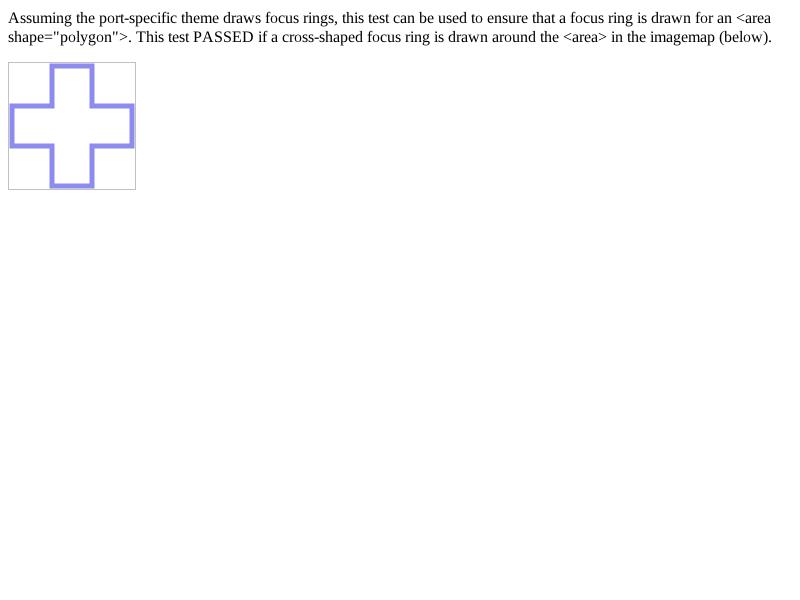 Assuming the port-specific theme draws focus rings, this test can be used to ensure that a focus ring is drawn for an <area
shape="polygon">. This test PASSED if a cross-shaped focus ring is drawn around the <area> in the imagemap (below).